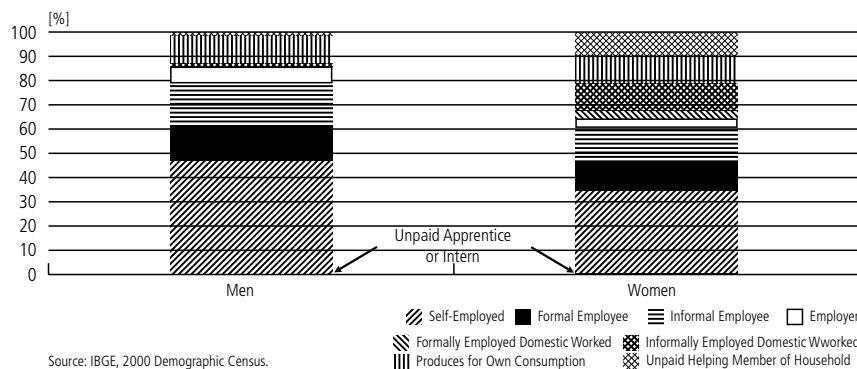 [%]
100
90
80
70
60
50
40
30
20
10
0
Unpaid Apprentice
or Intern
Men
Women
Self-Employed
Formal Employee
Informal Employee
Employer
Formally Employed Domestic Worked
Informally Employed Domestic Wworked
Source: IBGE, 2000 Demographic Census.
Produces for Own Consumption
Unpaid Helping Member of Household